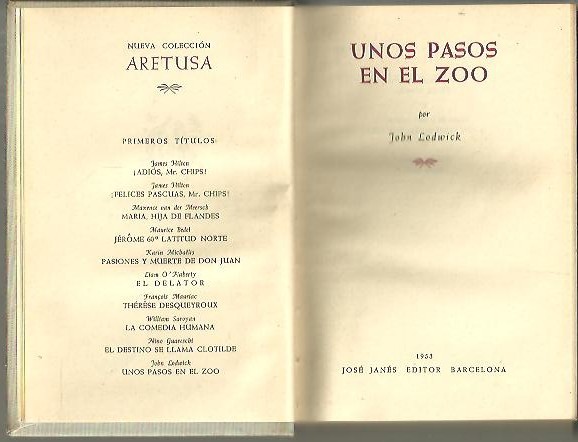 NUEVA COLECCIÓN
ARETUSA
PRIMEROS TÍTULOS:
James Hilton
¡ADIÓS, Mr. CHIPS!
James Hilton
¡FELICES PASCUAS, Mr. CHIPS!
Maxence van der Meersch
MARIA, HIJA DE FLANDES
Maurice Bedel
JÉRÔME 60º LATITUD NORTE
Karin Michaëlis
PASIONES Y MUERTE DE DON JUAN
Liam O'Flaherty
EL DELATOR
François Mauriac
THÉRÈSE DESQUEYROUX
William Saroyan
LA COMEDIA HUMANA
Nino Guareschi
EL DESTINO SE LLAMA CLOTILDE
John Lodwick
UNOS PASOS EN EL ZOO
UNOS PASOS
EN EL ZOO
por
John Lodwick
1953
JOSÉ JANÉS EDITOR BARCELONA